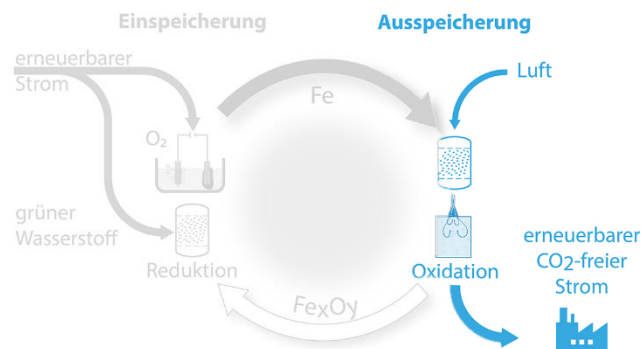 Einspeicherung
Ausspeicherung
erneuerbarer
Strom
Luft
Fe
O₂
grüner
Wasserstoff
Reduktion
Oxidation
erneuerbarer
CO2-freier
Strom
FexOy